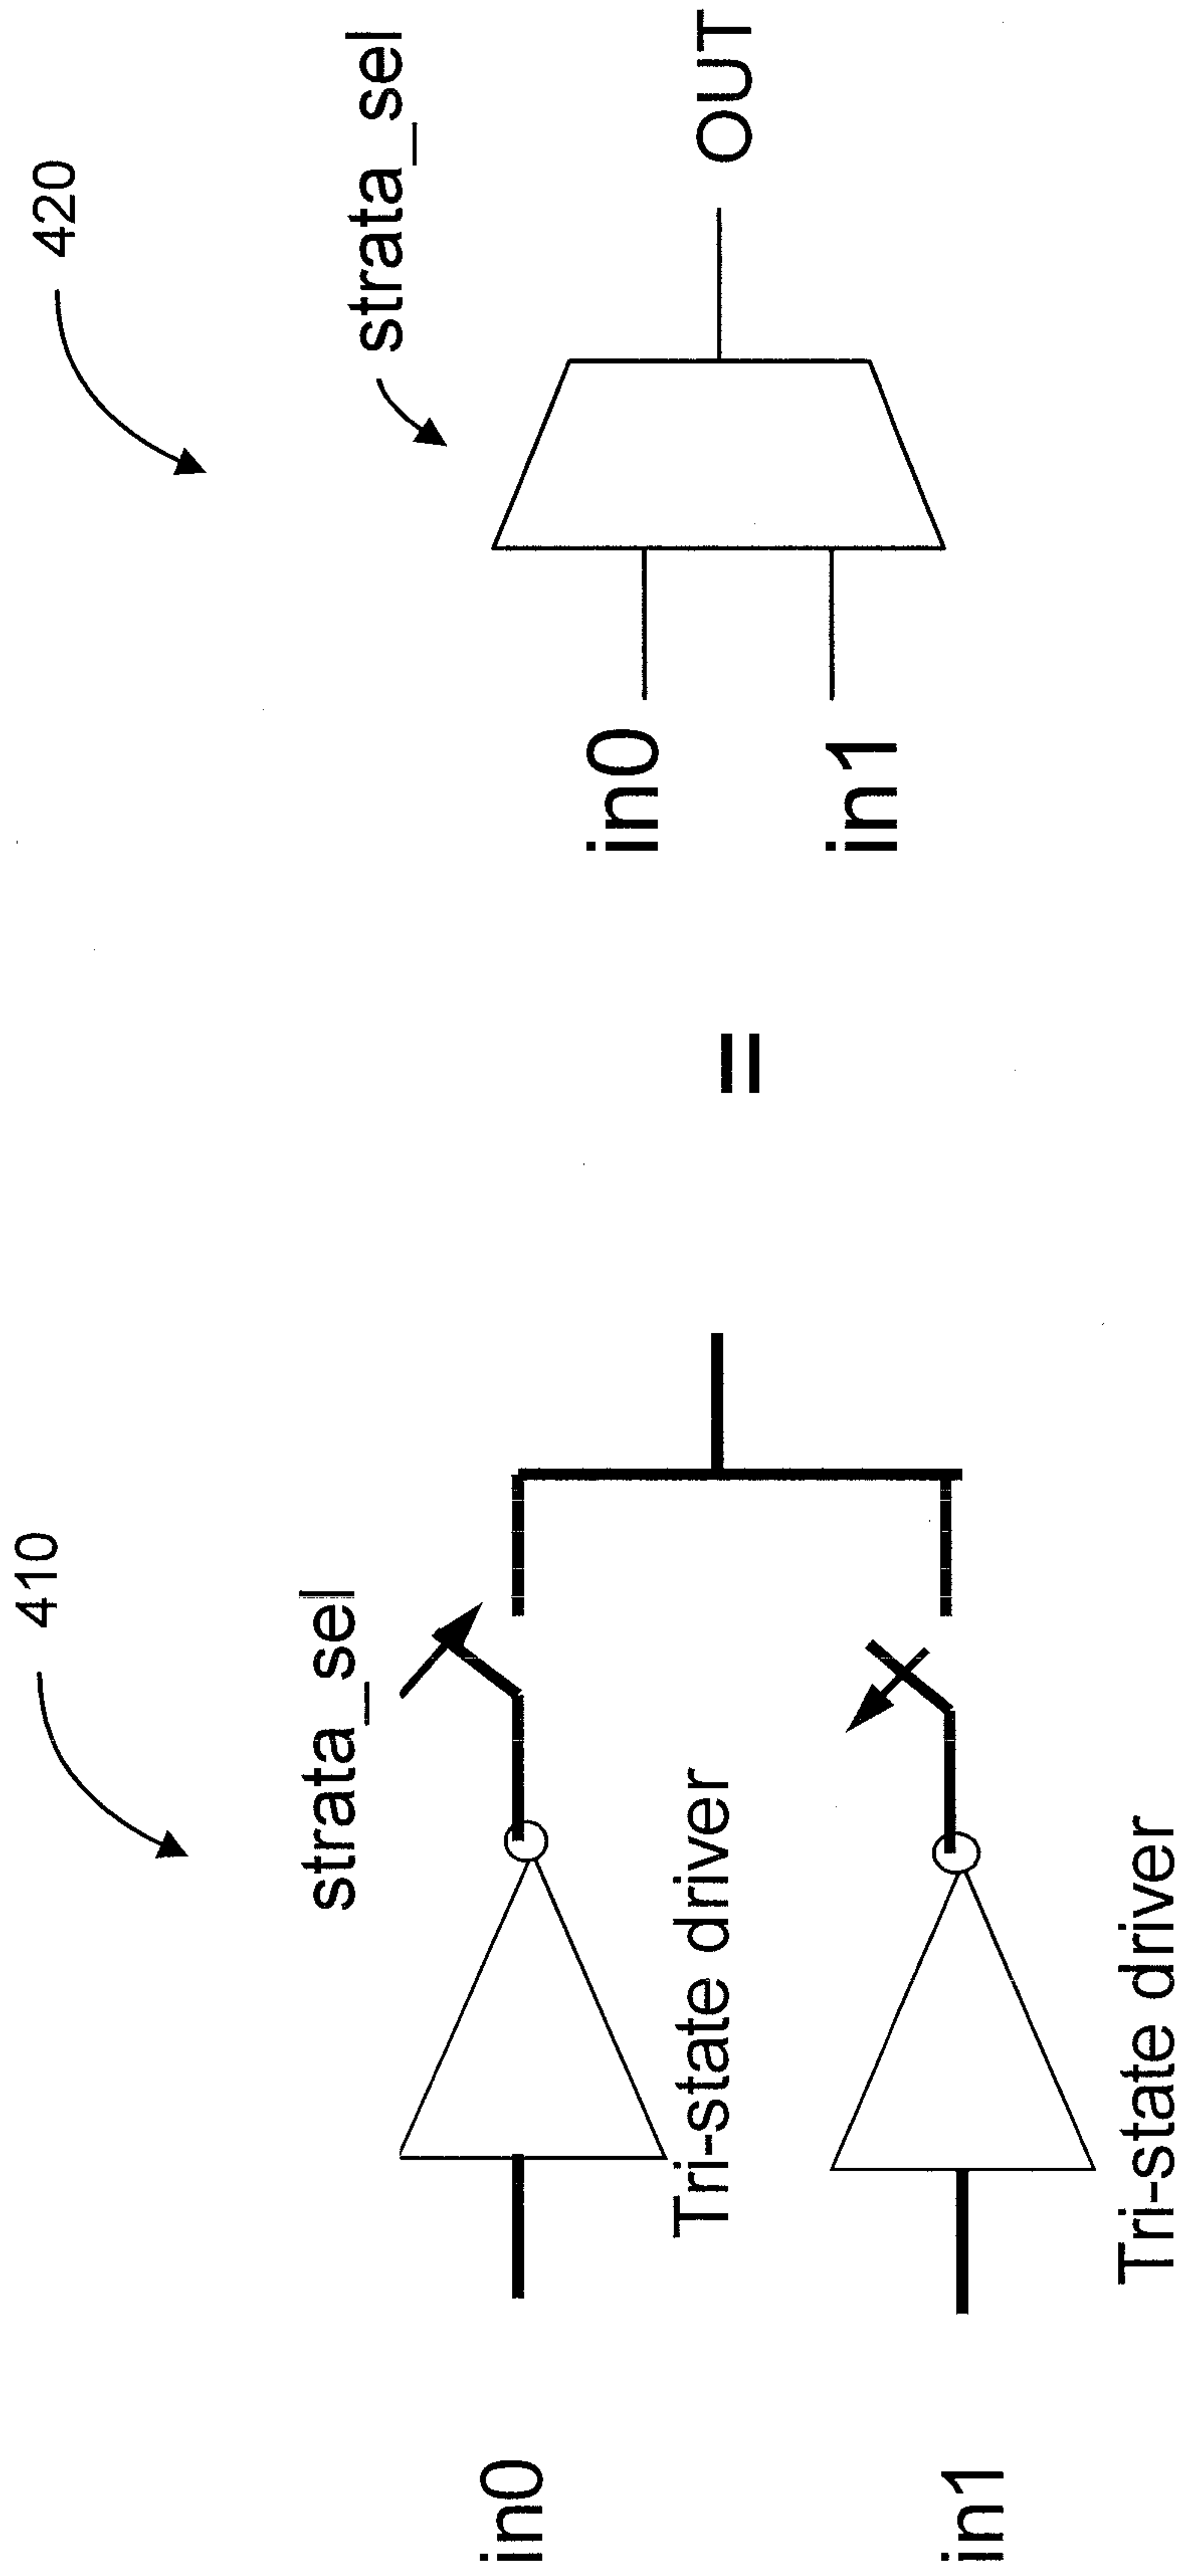 410
strata_sel
in0
Tri-state driver
in1
Tri-state driver
=
420
strata_sel
in0
in1
OUT